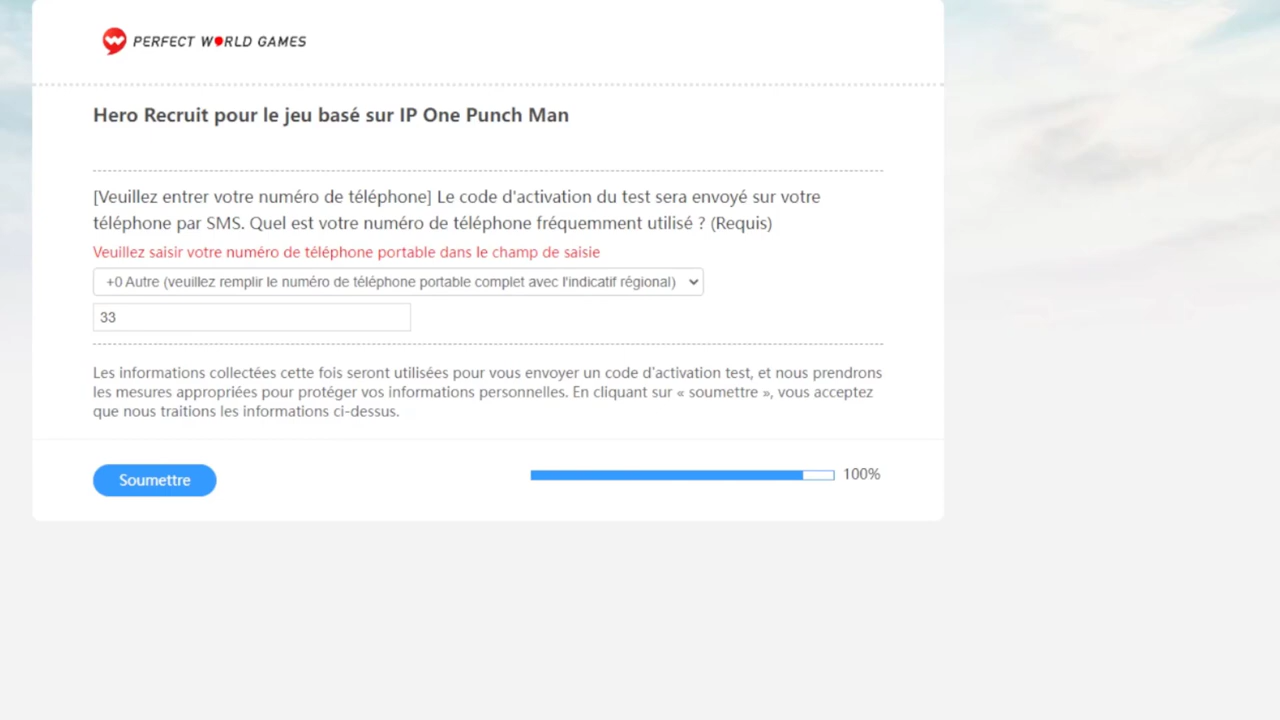 PERFECT WORLD GAMES
Hero Recruit pour le jeu basé sur IP One Punch Man
[Veuillez entrer votre numéro de téléphone] Le code d'activation du test sera envoyé sur votre
téléphone par SMS. Quel est votre numéro de téléphone fréquemment utilisé ? (Requis)
Veuillez saisir votre numéro de téléphone portable dans le champ de saisie
+0 Autre (veuillez remplir le numéro de téléphone portable complet avec l'indicatif régional)
33
Les informations collectées cette fois seront utilisées pour vous envoyer un code d'activation test, et nous prendrons
les mesures appropriées pour protéger vos informations personnelles. En cliquant sur « soumettre », vous acceptez
que nous traitions les informations ci-dessus.
Soumettre
100%